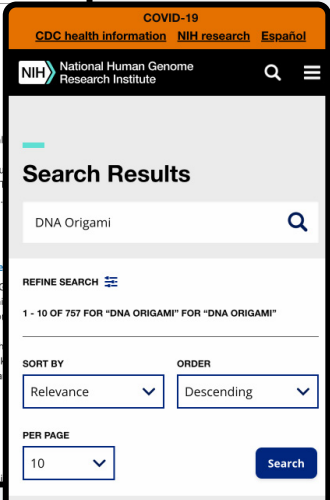 COVID-19
CDC health information NIH research Español
NIH National Human Genome
Research Institute
Search Results
DNA Origami
REFINE SEARCH
1 - 10 OF 757 FOR “DNA ORIGAMI” FOR “DNA ORIGAMI”
SORT BY ORDER
Relevance Descending
PER PAGE
10 Search